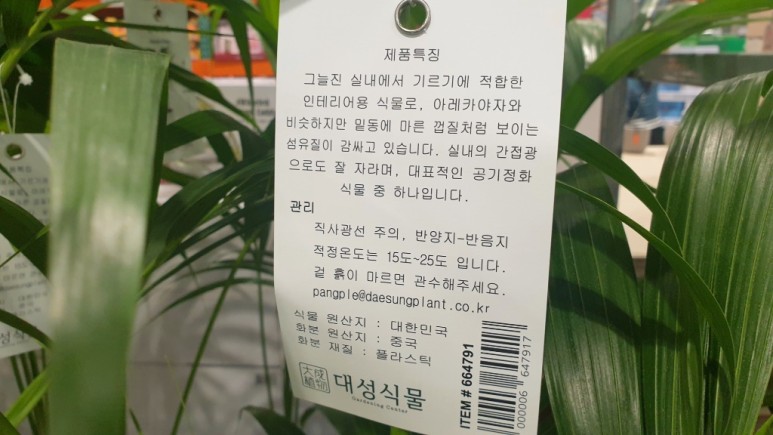 제품특징
그늘진 실내에서 기르기에 적합한
인테리어용 식물로, 아레카야자와
비슷하지만 밑동에 마른 껍질처럼 보이는
섬유질이 감싸고 있습니다. 실내의 간접광
으로도 잘 자라며, 대표적인 공기정화
식물 중 하나입니다.
관리
직사광선 주의, 반양지-반음지
적정온도는 15도~25도 입니다.
겉 흙이 마르면 관수해주세요.
pangple@daesungplant.co.kr
식물 원산지 : 대한민국
화분 원산지 : 중국
화분 재질 : 플라스틱
大成植物
대성식물
Gardening Center
ITEM # 664791
000006 647917